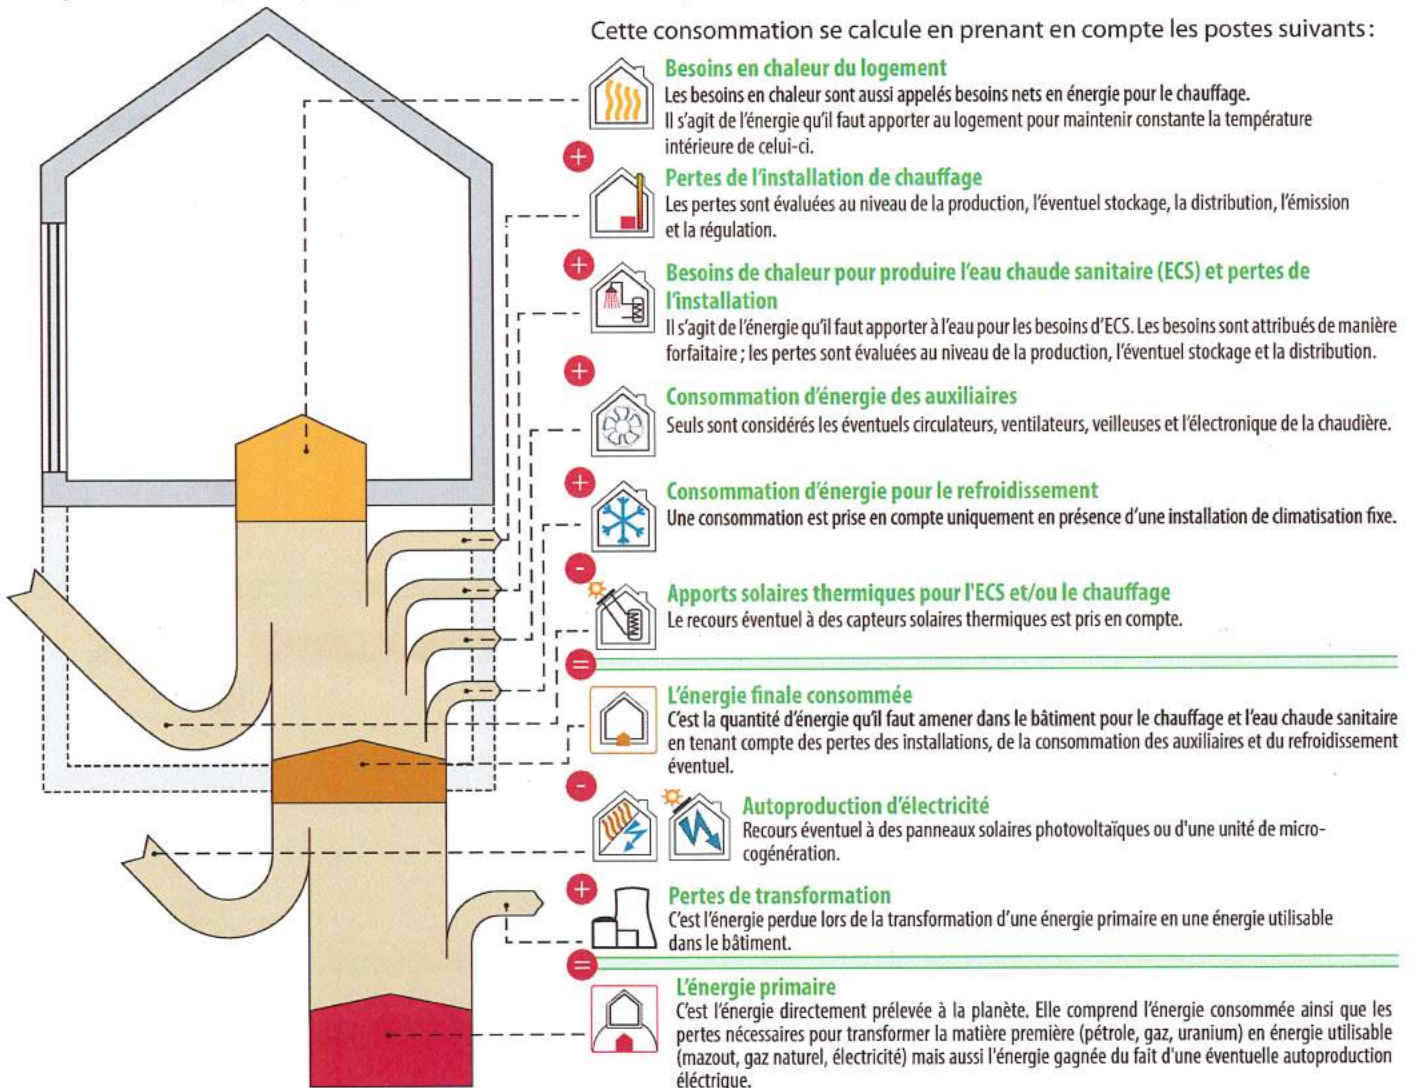 Cette consommation se calcule en prenant en compte les postes suivants :
Besoins en chaleur du logement
Les besoins en chaleur sont aussi appelés besoins nets en énergie pour le chauffage.
Il s'agit de l'énergie qu'il faut apporter au logement pour maintenir constante la température
intérieure de celui-ci.
+
Pertes de l'installation de chauffage
Les pertes sont évaluées au niveau de la production, l'éventuel stockage, la distribution, l'émission
et la régulation.
+
Besoins de chaleur pour produire l'eau chaude sanitaire (ECS) et pertes de
l'installation
Il s'agit de l'énergie qu'il faut apporter à l'eau pour les besoins d'ECS. Les besoins sont attribués de manière
forfaitaire ; les pertes sont évaluées au niveau de la production, l'éventuel stockage et la distribution.
+
Consommation d'énergie des auxiliaires
Seuls sont considérés les éventuels circulateurs, ventilateurs, veilleuses et l'électronique de la chaudière.
+
Consommation d'énergie pour le refroidissement
Une consommation est prise en compte uniquement en présence d'une installation de climatisation fixe.
-
Apports solaires thermiques pour l'ECS et/ou le chauffage
Le recours éventuel à des capteurs solaires thermiques est pris en compte.
=
L'énergie finale consommée
C'est la quantité d'énergie qu'il faut amener dans le bâtiment pour le chauffage et l'eau chaude sanitaire
en tenant compte des pertes des installations, de la consommation des auxiliaires et du refroidissement
éventuel.
-
Autoproduction d'électricité
Recours éventuel à des panneaux solaires photovoltaïques ou d'une unité de micro-
cogénération.
+
Pertes de transformation
C'est l'énergie perdue lors de la transformation d'une énergie primaire en une énergie utilisable
dans le bâtiment.
=
L'énergie primaire
C'est l'énergie directement prélevée à la planète. Elle comprend l'énergie consommée ainsi que les
pertes nécessaires pour transformer la matière première (pétrole, gaz, uranium) en énergie utilisable
(mazout, gaz naturel, électricité) mais aussi l'énergie gagnée du fait d'une éventuelle autoproduction
électrique.